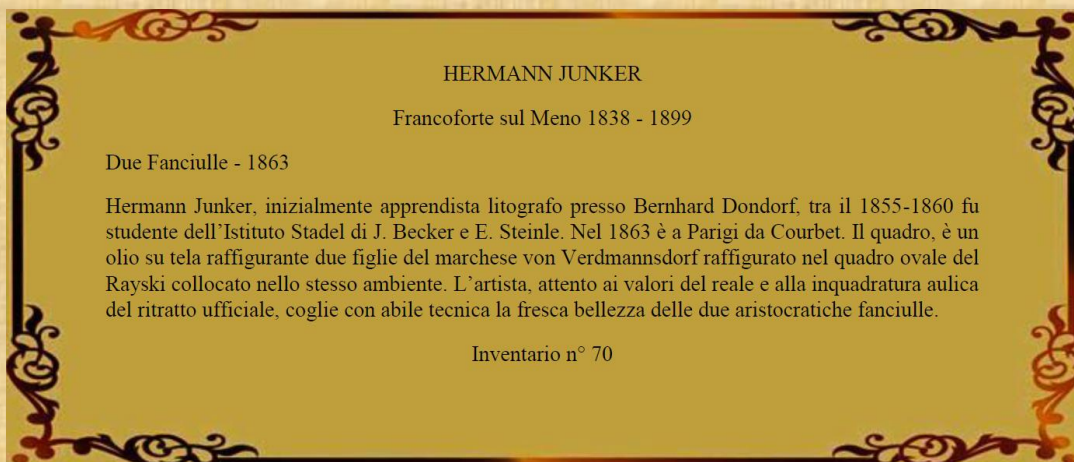 HERMANN JUNKER
Francoforte sul Meno 1838 - 1899
Due Fanciulle - 1863
Hermann Junker, inizialmente apprendista litografo presso Bernhard Dondorf, tra il 1855-1860 fu
studente dell’Istituto Stadel di J. Becker e E. Steinle. Nel 1863 è a Parigi da Courbet. Il quadro, è un
olio su tela raffigurante due figlie del marchese von Verdmannsdorf raffigurato nel quadro ovale del
Rayski collocato nello stesso ambiente. L’artista, attento ai valori del reale e alla inquadratura aulica
del ritratto ufficiale, coglie con abile tecnica la fresca bellezza delle due aristocratiche fanciulle.
Inventario n° 70